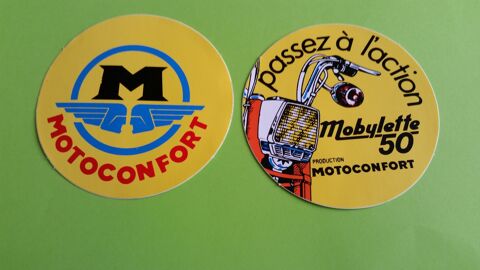 M
MOTOCONFORT
passez à l'action
Mobylette
50
PRODUCTION
MOTOCONFORT